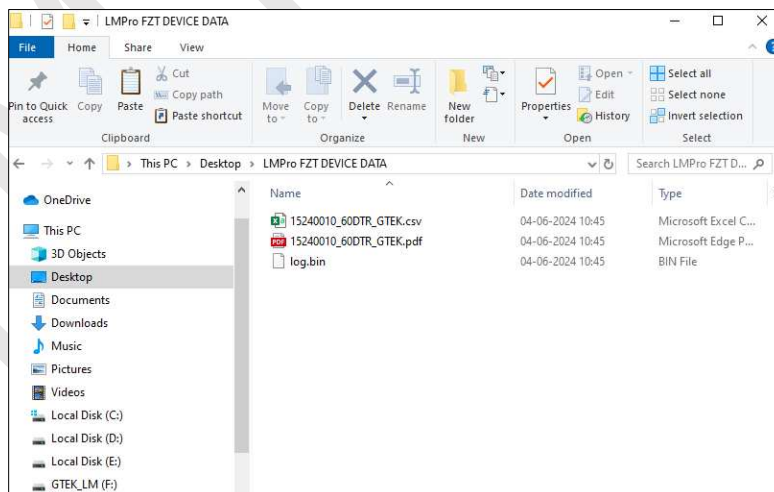 LMPro FZT DEVICE DATA
File Home Share View
Pin to Quick access
Copy
Paste
Cut
Copy path
Paste shortcut
Move to
Copy to
Delete
Rename
New folder
Properties
Open
Edit
History
Select all
Select none
Invert selection
Clipboard Organize New Open Select
This PC > Desktop > LMPro FZT DEVICE DATA
Search LMPro FZT D...
Name Date modified Type
15240010_60DTR_GTEK.csv 04-06-2024 10:45 Microsoft Excel C...
15240010_60DTR_GTEK.pdf 04-06-2024 10:45 Microsoft Edge P...
log.bin 04-06-2024 10:45 BIN File
OneDrive
This PC
3D Objects
Desktop
Documents
Downloads
Music
Pictures
Videos
Local Disk (C:)
Local Disk (D:)
Local Disk (E:)
GTEK_LM (F:)